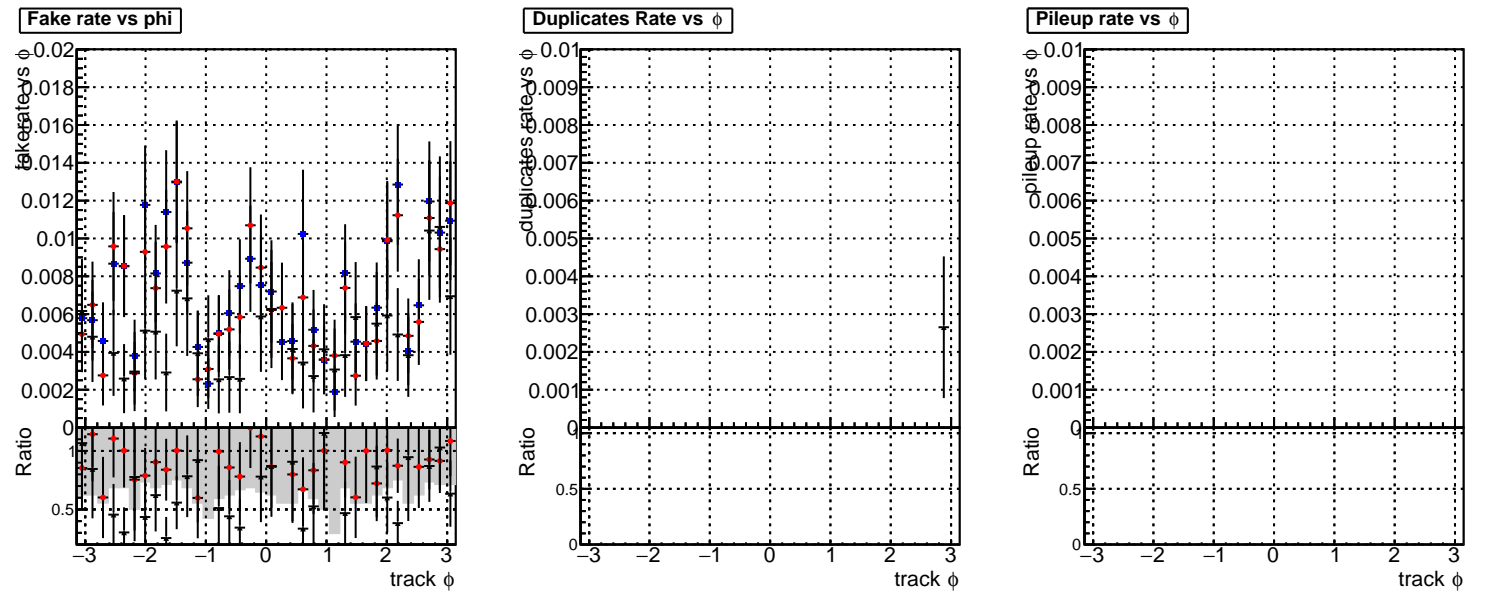 Fake rate vs phi
fakerate vs ϕ
0.02
0.018
0.016
0.014
0.012
0.01
0.008
0.006
0.004
0.002
0
Ratio
1
0.5
−3 −2 −1 0 1 2 3
track ϕ
Duplicates Rate vs ϕ
duplicates rate vs ϕ
0.01
0.009
0.008
0.007
0.006
0.005
0.004
0.003
0.002
0.001
0
Ratio
1
0.5
0
−3 −2 −1 0 1 2 3
track ϕ
Pileup rate vs ϕ
pileup rate vs ϕ
0.01
0.009
0.008
0.007
0.006
0.005
0.004
0.003
0.002
0.001
0
Ratio
1
0.5
0
−3 −2 −1 0 1 2 3
track ϕ